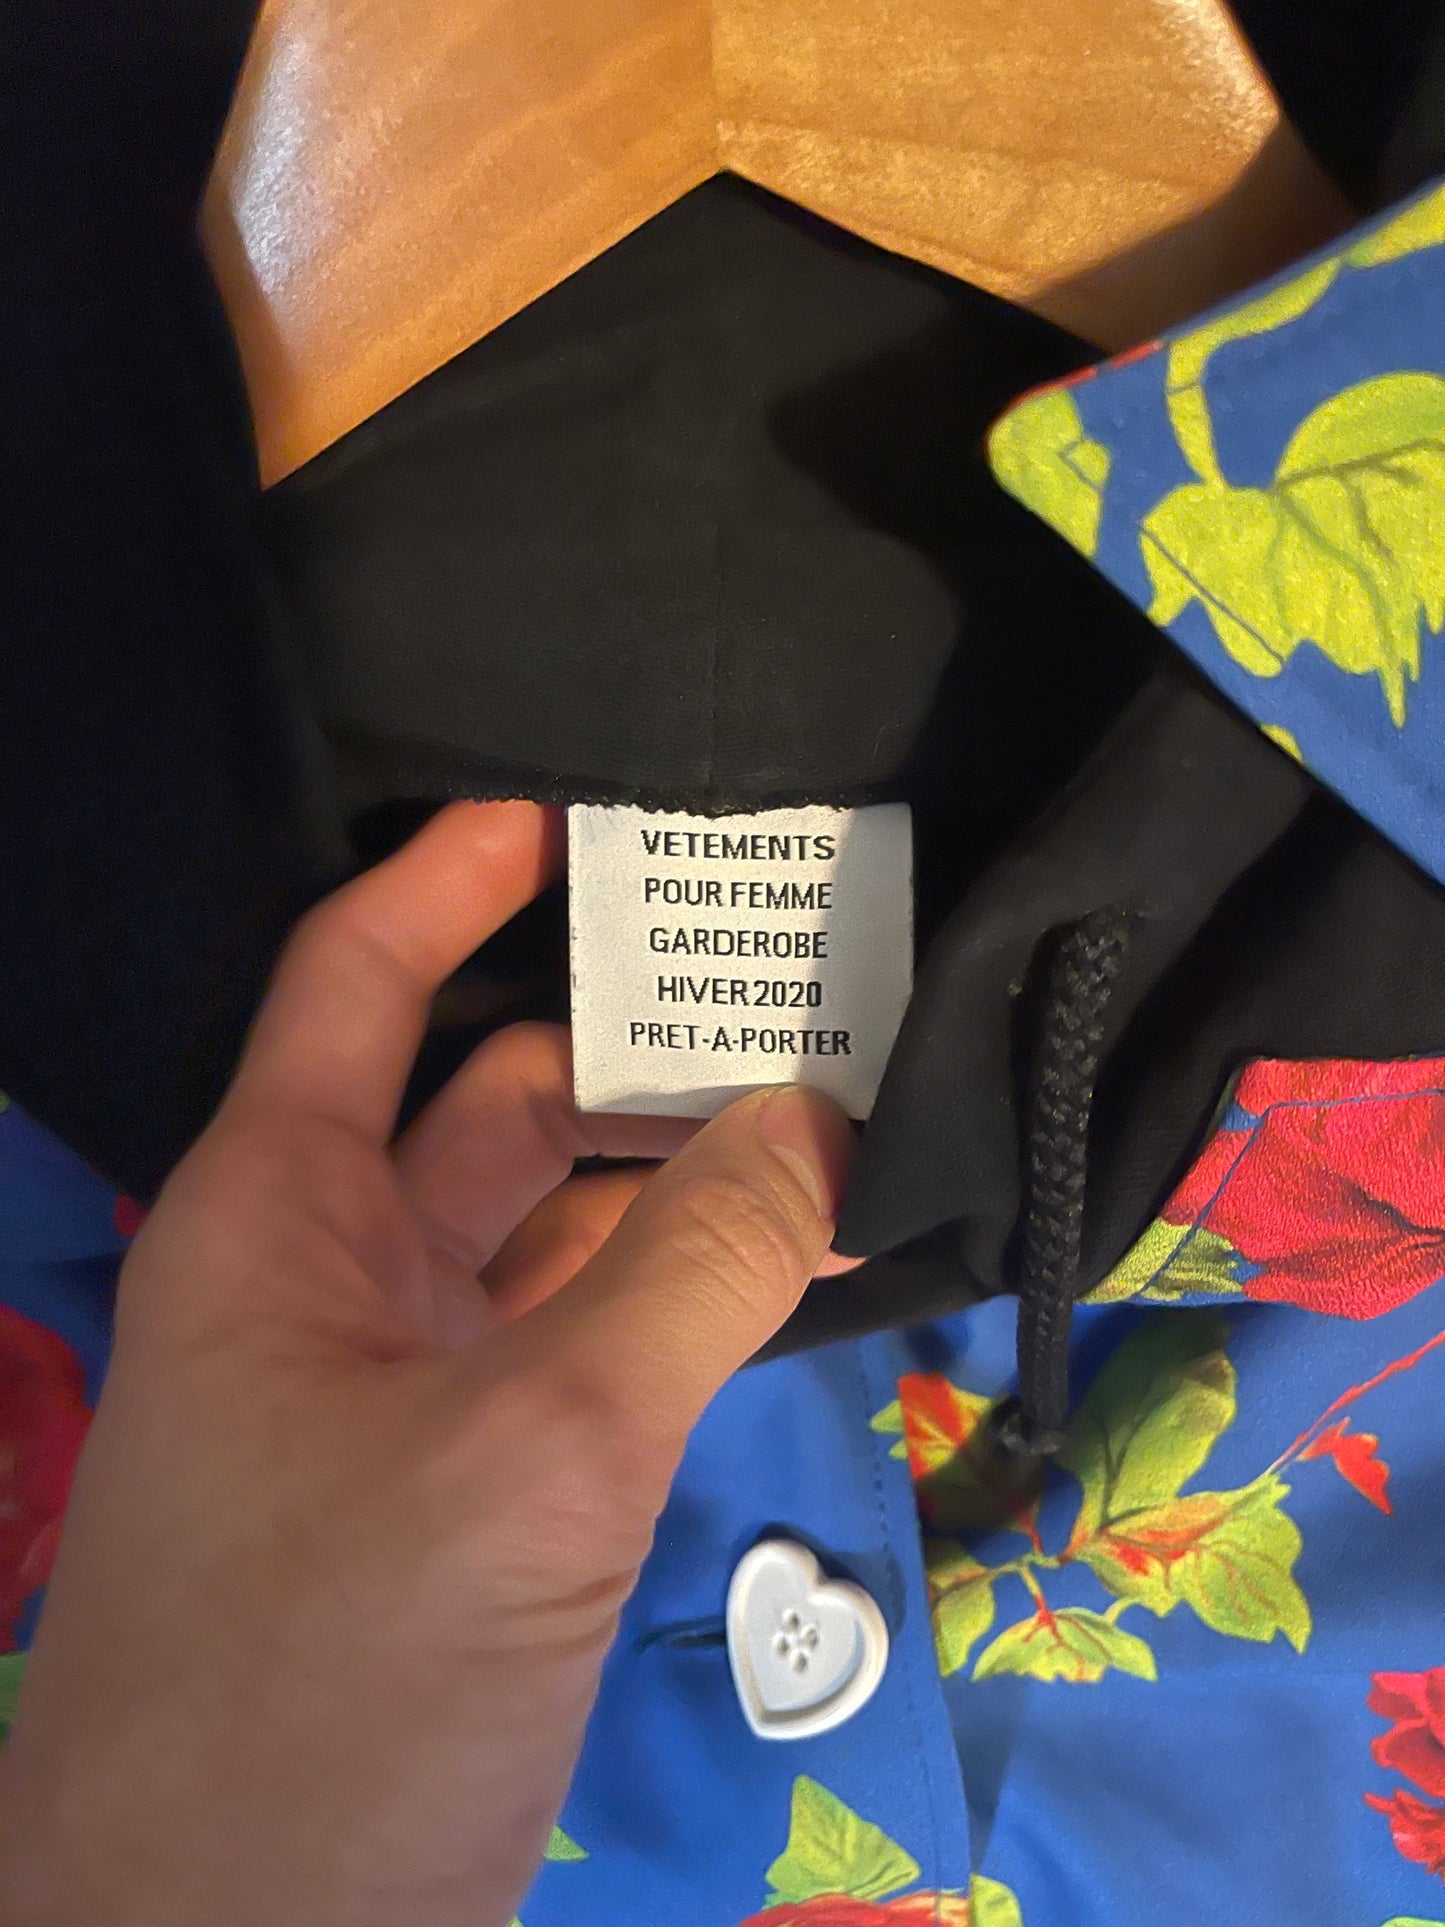 VETEMENTS
POUR FEMME
GARDEROBE
HIVER 2020
PRET-A-PORTER